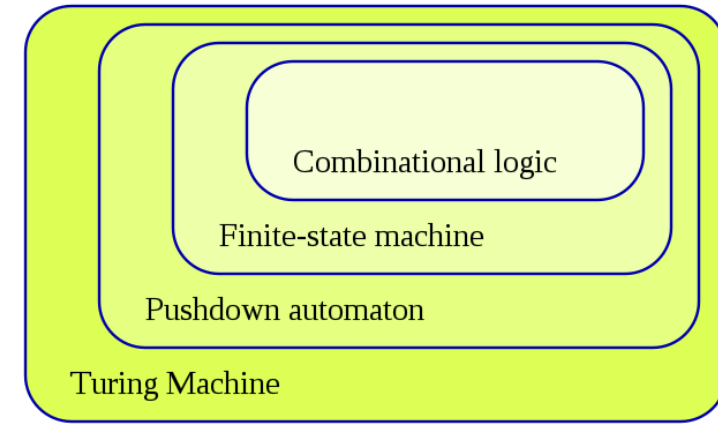 Combinational logic
Finite-state machine
Pushdown automaton
Turing Machine